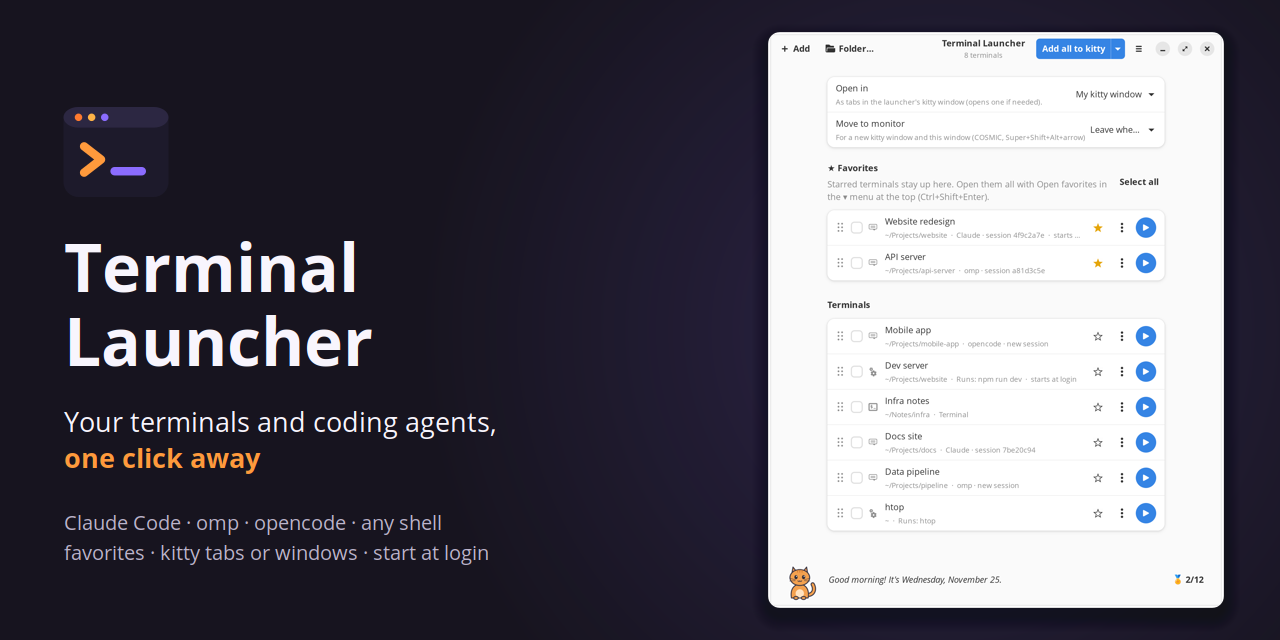 Terminal
Launcher
Your terminals and coding agents,
one click away
Claude Code · omp · opencode · any shell
favorites · kitty tabs or windows · start at login
+ Add
Folder...
Terminal Launcher
8 terminals
Add all to kitty
Open in
As tabs in the launcher's kitty window (opens one if needed).
My kitty window
Move to monitor
For a new kitty window and this window (COSMIC, Super+Shift+Alt+arrow)
Leave whe...
★ Favorites
Starred terminals stay up here. Open them all with Open favorites in
the ▾ menu at the top (Ctrl+Shift+Enter).
Select all
Website redesign
~/Projects/website · Claude · session 4f9c2a7e · starts ...
API server
~/Projects/api-server · omp · session a81d3c5e
Terminals
Mobile app
~/Projects/mobile-app · opencode · new session
Dev server
~/Projects/website · Runs: npm run dev · starts at login
Infra notes
~/Notes/infra · Terminal
Docs site
~/Projects/docs · Claude · session 7be20c94
Data pipeline
~/Projects/pipeline · omp · new session
htop
~ · Runs: htop
Good morning! It's Wednesday, November 25.
🏅 2/12